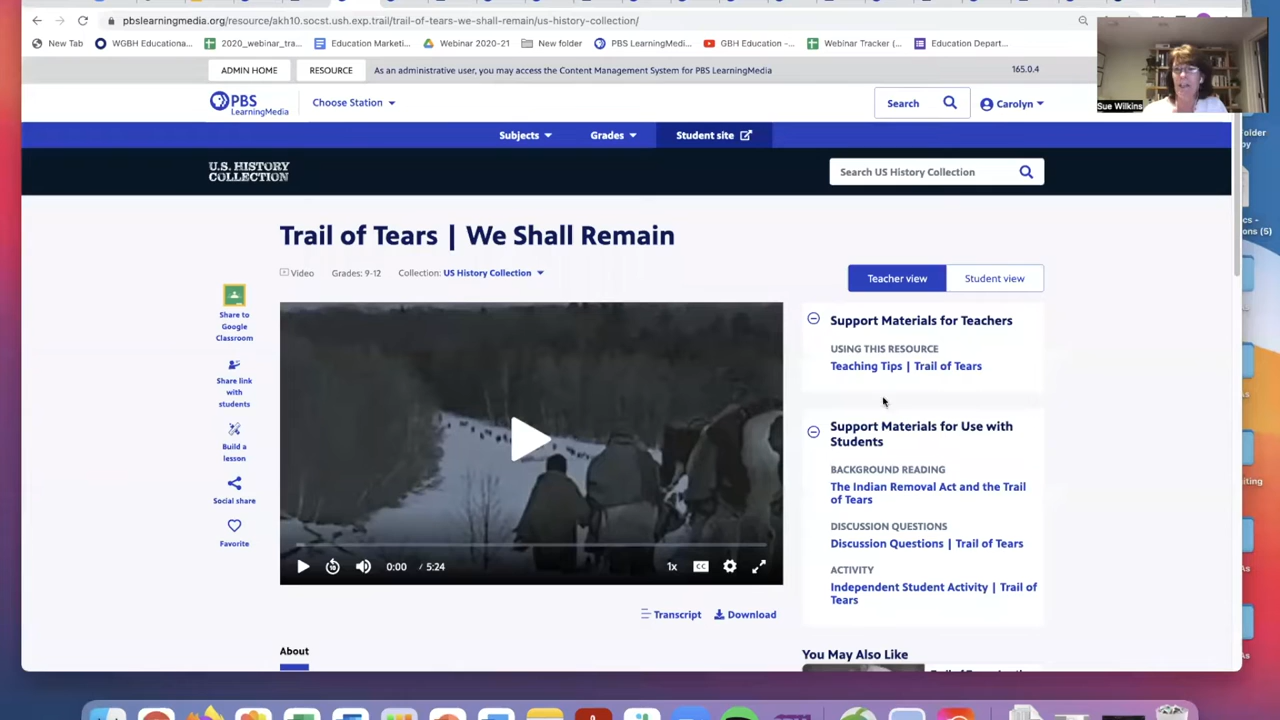 pbslearningmedia.org/resource/akh10.socst.ush.exp.trail/trail-of-tears-we-shall-remain/us-history-collection/
New Tab WGBH Educationa... 2020_webinar_tra... Education Marketi... Webinar 2020-21 New folder PBS LearningMedi... GBH Education -... Webinar Tracker (... Education Depart...
ADMIN HOME RESOURCE As an administrative user, you may access the Content Management System for PBS LearningMedia 165.0.4
Sue Wilkins
PBS LearningMedia Choose Station Search Carolyn
Subjects Grades Student site
U.S. HISTORY
COLLECTION
Search US History Collection
Trail of Tears | We Shall Remain
Video Grades: 9-12 Collection: US History Collection
Teacher view Student view
Share to
Google
Classroom
Share link
with
students
Build a
lesson
Social share
Favorite
0:00 / 5:24 1x CC
Transcript Download
About
Support Materials for Teachers
USING THIS RESOURCE
Teaching Tips | Trail of Tears
Support Materials for Use with
Students
BACKGROUND READING
The Indian Removal Act and the Trail
of Tears
DISCUSSION QUESTIONS
Discussion Questions | Trail of Tears
ACTIVITY
Independent Student Activity | Trail of
Tears
You May Also Like